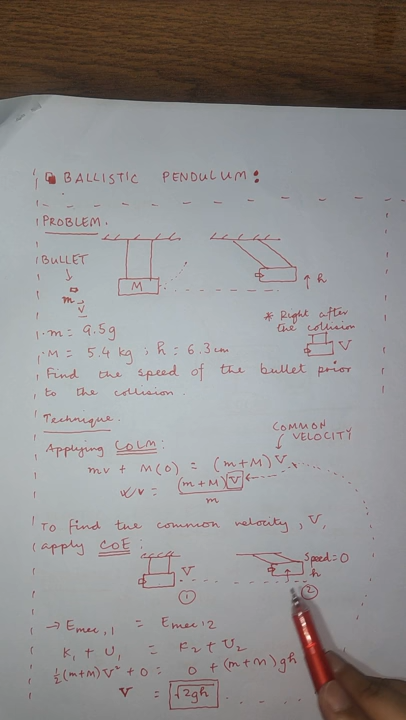 BALLISTIC PENDULUM:
PROBLEM.
BULLET
m
v
M
h
* Right after
the collision
V
.m = 9.5g
.M = 5.4 kg ; h = 6.3 cm
Find the speed of the bullet prior
to the collision.
Technique.
COMMON
VELOCITY
Applying COLM:
mv + M(0) = (m+M) V
v = (m+M) V / m
To find the common velocity, V,
apply COE:
V
Speed = 0
h
1
2
→ Emec,1 = Emec,2
K1 + U1 = K2 + U2
½(m+M)V² + 0 = 0 + (m+M) gh
V = √2gh